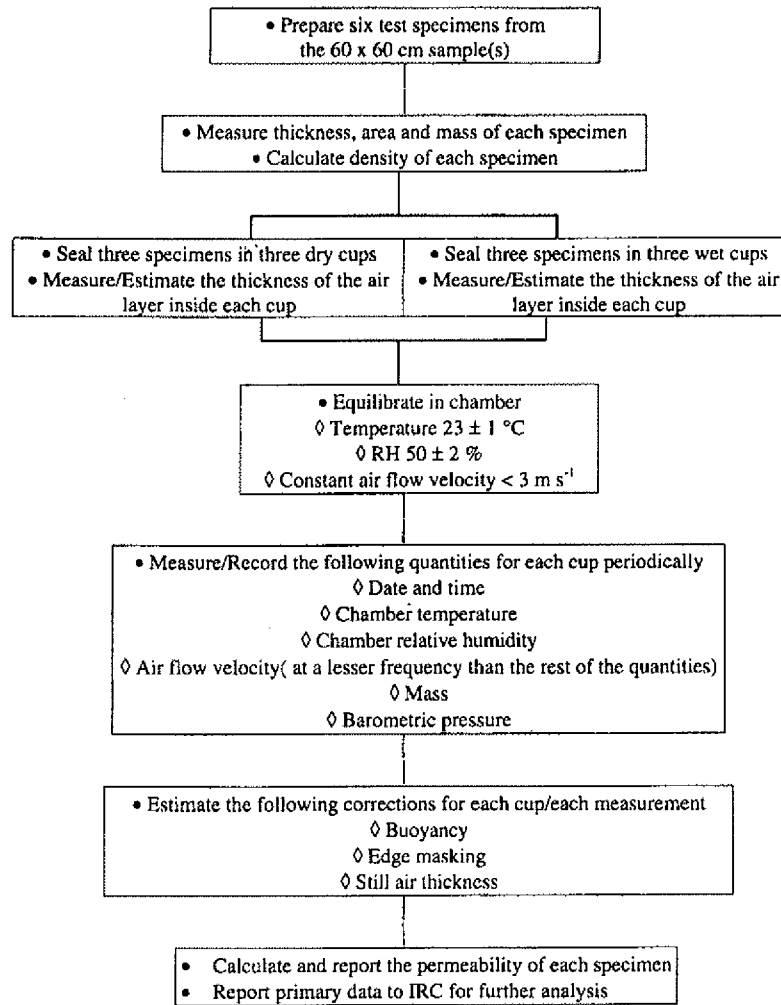 • Prepare six test specimens from
the 60 x 60 cm sample(s)
• Measure thickness, area and mass of each specimen
• Calculate density of each specimen
• Seal three specimens in three dry cups
• Measure/Estimate the thickness of the air
layer inside each cup
• Seal three specimens in three wet cups
• Measure/Estimate the thickness of the air
layer inside each cup
• Equilibrate in chamber
◊ Temperature 23 ± 1 °C
◊ RH 50 ± 2 %
◊ Constant air flow velocity < 3 m s⁻¹
• Measure/Record the following quantities for each cup periodically
◊ Date and time
◊ Chamber temperature
◊ Chamber relative humidity
◊ Air flow velocity( at a lesser frequency than the rest of the quantities)
◊ Mass
◊ Barometric pressure
• Estimate the following corrections for each cup/each measurement
◊ Buoyancy
◊ Edge masking
◊ Still air thickness
• Calculate and report the permeability of each specimen
• Report primary data to IRC for further analysis